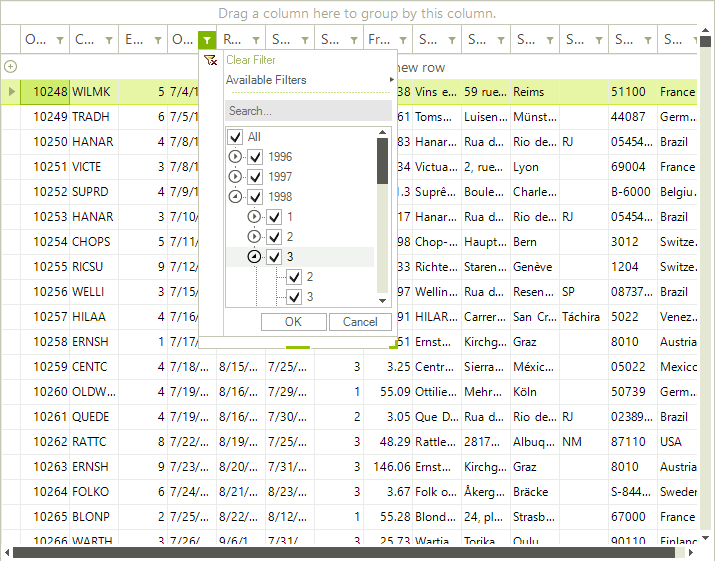 Drag a column here to group by this column.
O... C... E... O... R... S... S... Fr... S... S... S... S... S... S...
Clear Filter
Available Filters
Search...
All
1996
1997
1998
1
2
3
2
3
OK Cancel
new row
10248 WILMK 5 7/4/1 38 Vins e... 59 rue... Reims 51100 France
10249 TRADH 6 7/5/1 61 Toms... Luisen... Münst... 44087 Germ...
10250 HANAR 4 7/8/1 83 Hanar... Rua d... Rio de... RJ 05454... Brazil
10251 VICTE 3 7/8/1 34 Victua... 2, rue... Lyon 69004 France
10252 SUPRD 4 7/9/1 1.3 Suprê... Boule... Charle... B-6000 Belgiu...
10253 HANAR 3 7/10/ 17 Hanar... Rua d... Rio de... RJ 05454... Brazil
10254 CHOPS 5 7/11/ 98 Chop-... Haupt... Bern 3012 Switze...
10255 RICSU 9 7/12/ 33 Richte... Staren... Genève 1204 Switze...
10256 WELLI 3 7/15/ 97 Wellin... Rua d... Resen... SP 08737... Brazil
10257 HILAA 4 7/16/ 91 HILAR... Carrer... San Cr... Táchira 5022 Venez...
10258 ERNSH 1 7/17/ 51 Ernst... Kirchg... Graz 8010 Austria
10259 CENTC 4 7/18/... 8/15/... 7/25/... 3 3.25 Centr... Sierra... Méxic... 05022 Mexico
10260 OLDW... 4 7/19/... 8/16/... 7/29/... 1 55.09 Ottilie... Mehr... Köln 50739 Germ...
10261 QUEDE 4 7/19/... 8/16/... 7/30/... 2 3.05 Que D... Rua d... Rio de... RJ 02389... Brazil
10262 RATTC 8 7/22/... 8/19/... 7/25/... 3 48.29 Rattle... 2817... Albuq... NM 87110 USA
10263 ERNSH 9 7/23/... 8/20/... 7/31/... 3 146.06 Ernst... Kirchg... Graz 8010 Austria
10264 FOLKO 6 7/24/... 8/21/... 8/23/... 3 3.67 Folk o... Åkerg... Bräcke S-844... Sweden
10265 BLONP 2 7/25/... 8/22/... 8/12/... 1 55.28 Blond... 24, pl... Strasb... 67000 France
10266 WARTH 3 7/26/... 9/6/1... 7/31/... 3 25.73 Wartia... Torika... Oulu 90110 Finland